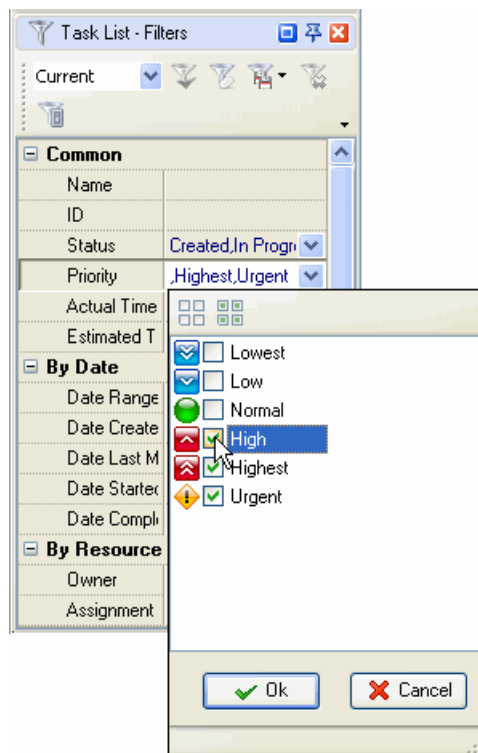 Task List - Filters
Current
Common
Name
ID
Status Created,In Progr
Priority ,Highest,Urgent
Actual Time
Estimated T
By Date
Date Range
Date Create
Date Last M
Date Started
Date Compl
By Resource
Owner
Assignment
Lowest
Low
Normal
High
Highest
Urgent
Ok Cancel